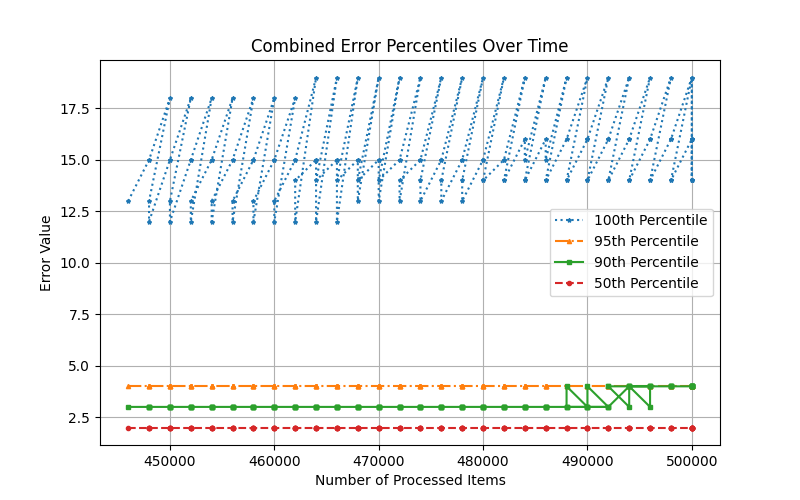 Combined Error Percentiles Over Time
Error Value
17.5
15.0
12.5
10.0
7.5
5.0
2.5
100th Percentile
95th Percentile
90th Percentile
50th Percentile
450000 460000 470000 480000 490000 500000
Number of Processed Items